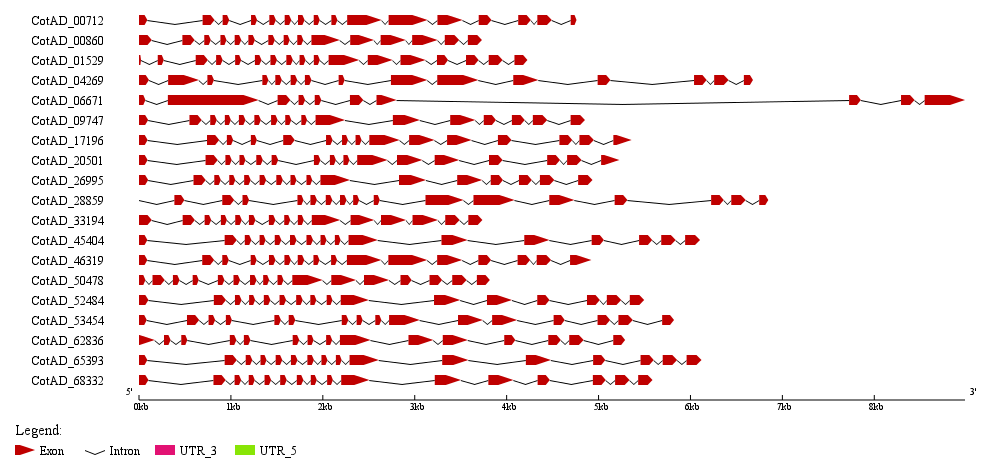 CotAD_00712
CotAD_00860
CotAD_01529
CotAD_04269
CotAD_06671
CotAD_09747
CotAD_17196
CotAD_20501
CotAD_26995
CotAD_28859
CotAD_33194
CotAD_45404
CotAD_46319
CotAD_50478
CotAD_52484
CotAD_53454
CotAD_62836
CotAD_65393
CotAD_68332
5' 3'
0kb 1kb 2kb 3kb 4kb 5kb 6kb 7kb 8kb
Legend:
Exon Intron UTR_3 UTR_5